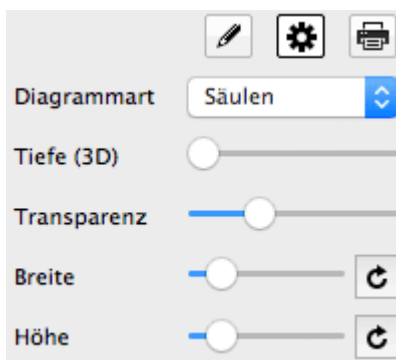 Diagrammart Säulen
Tiefe (3D)
Transparenz
Breite
Höhe